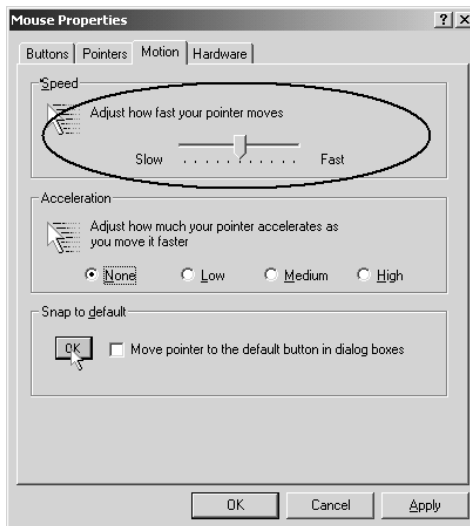 Mouse Properties
Buttons Pointers Motion Hardware
Speed
Adjust how fast your pointer moves
Slow Fast
Acceleration
Adjust how much your pointer accelerates as
you move it faster
None Low Medium High
Snap to default
OK Move pointer to the default button in dialog boxes
OK Cancel Apply